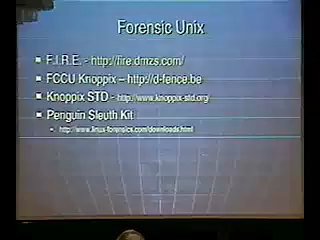 Forensic Unix
F.I.R.E. - http://fire.dmzs.com/
FCCU Knoppix – http://d-fence.be
Knoppix STD - http://www.knoppix-std.org/
Penguin Sleuth Kit
http://www.linux-forensics.com/downloads.html